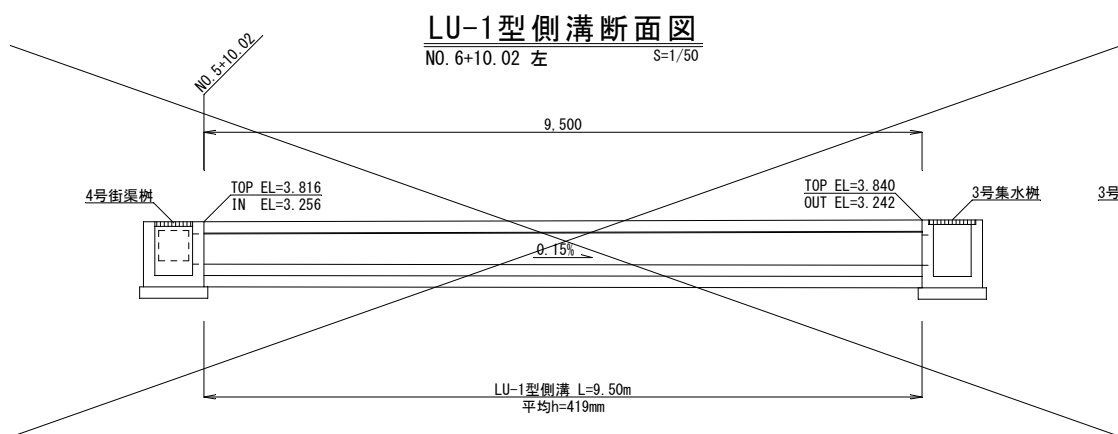 LU-1型側溝断面図
NO.6+10.02 左 S=1/50
NO.5+10.02
9,500
4号街渠桝
TOP EL=3.816
IN EL=3.256
TOP EL=3.840
OUT EL=3.242
3号集水桝
3号
0.15%
LU-1型側溝 L=9.50m
平均h=419mm